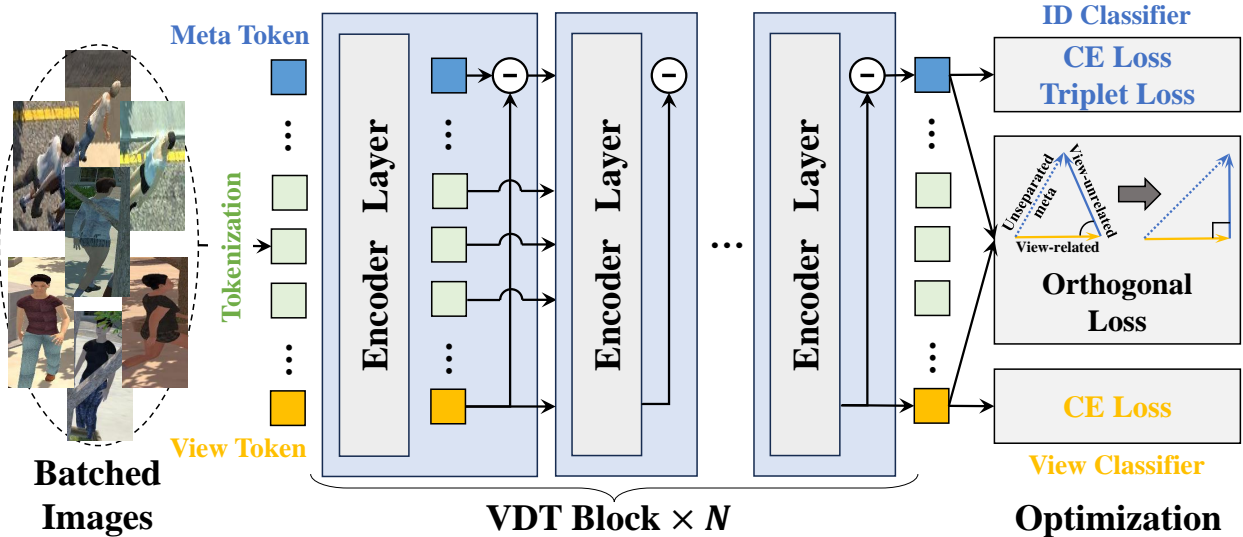 Meta Token
Tokenization
View Token
Batched
Images
Encoder Layer
Encoder Layer
Encoder Layer
VDT Block × N
ID Classifier
CE Loss
Triplet Loss
Unseparated
meta
View-unrelated
View-related
Orthogonal
Loss
CE Loss
View Classifier
Optimization